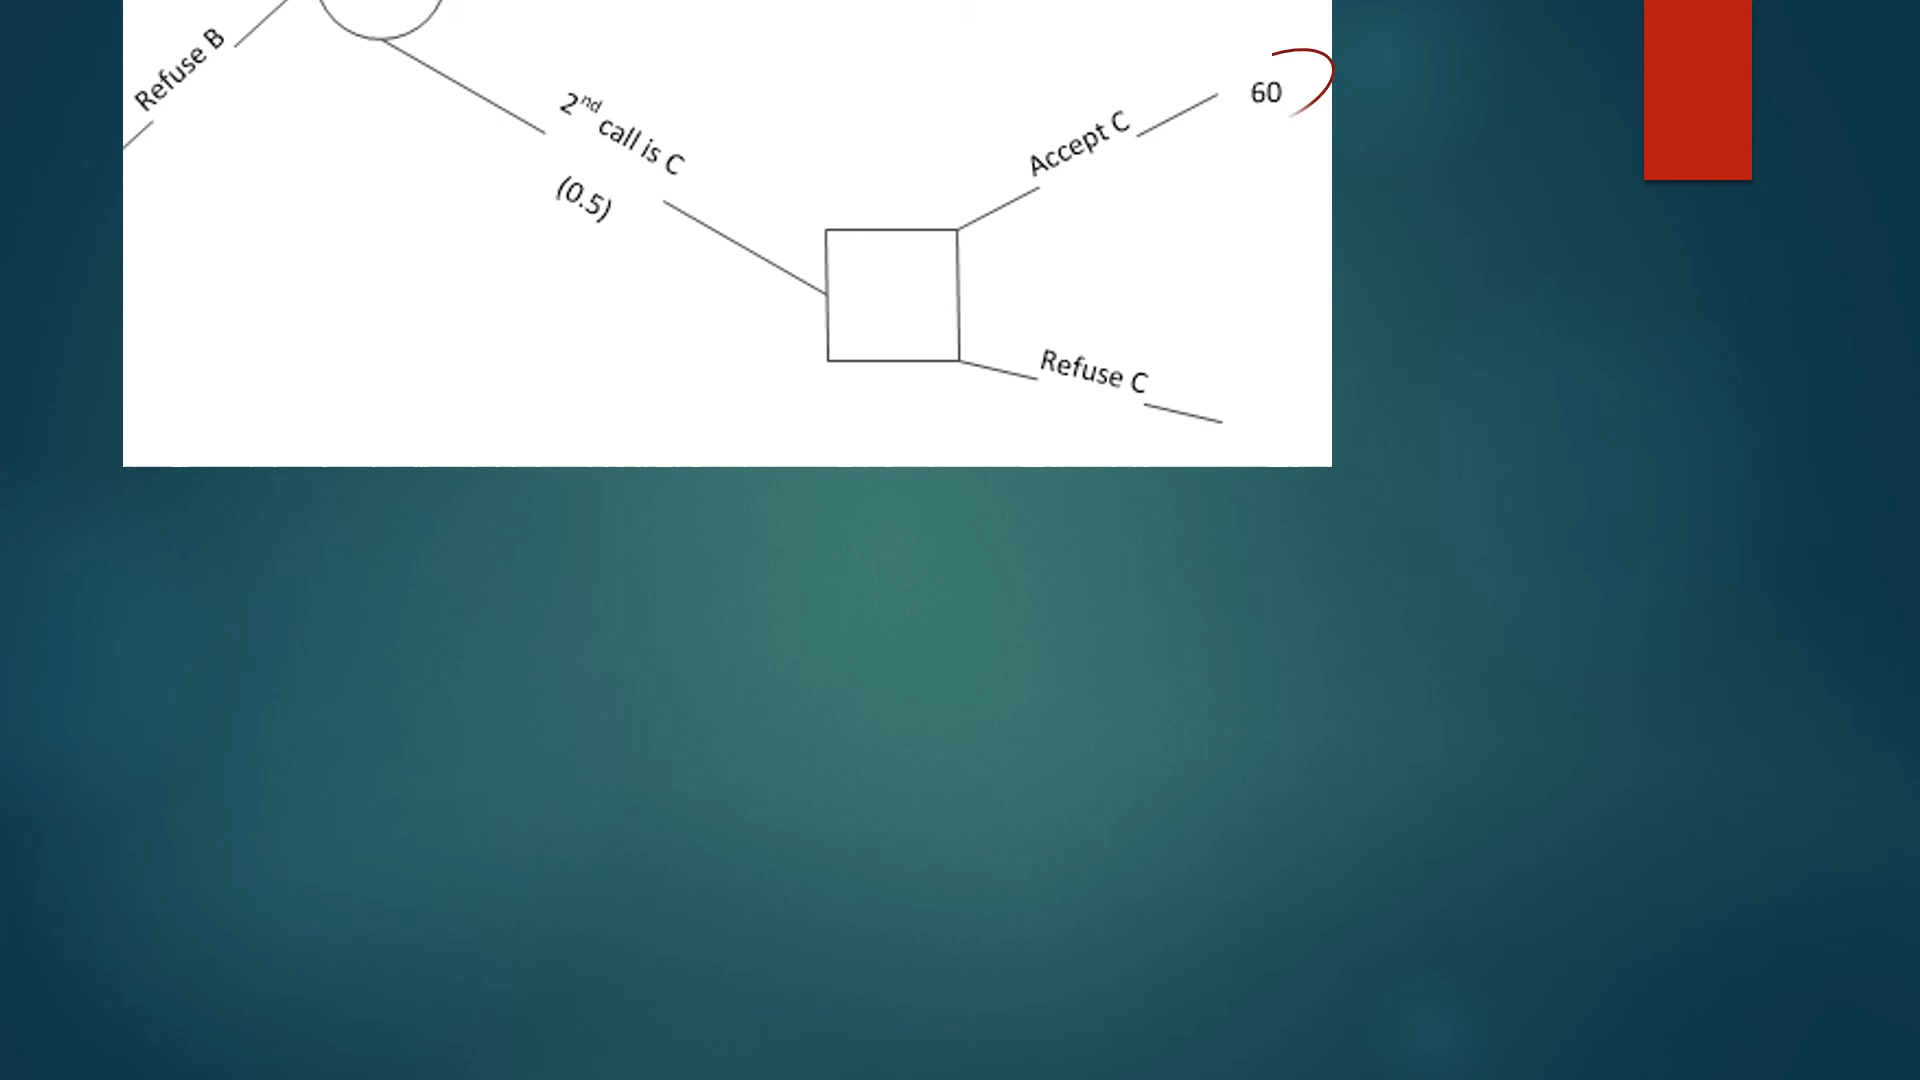 Refuse B
2nd call is C
(0.5)
Accept C
60
Refuse C